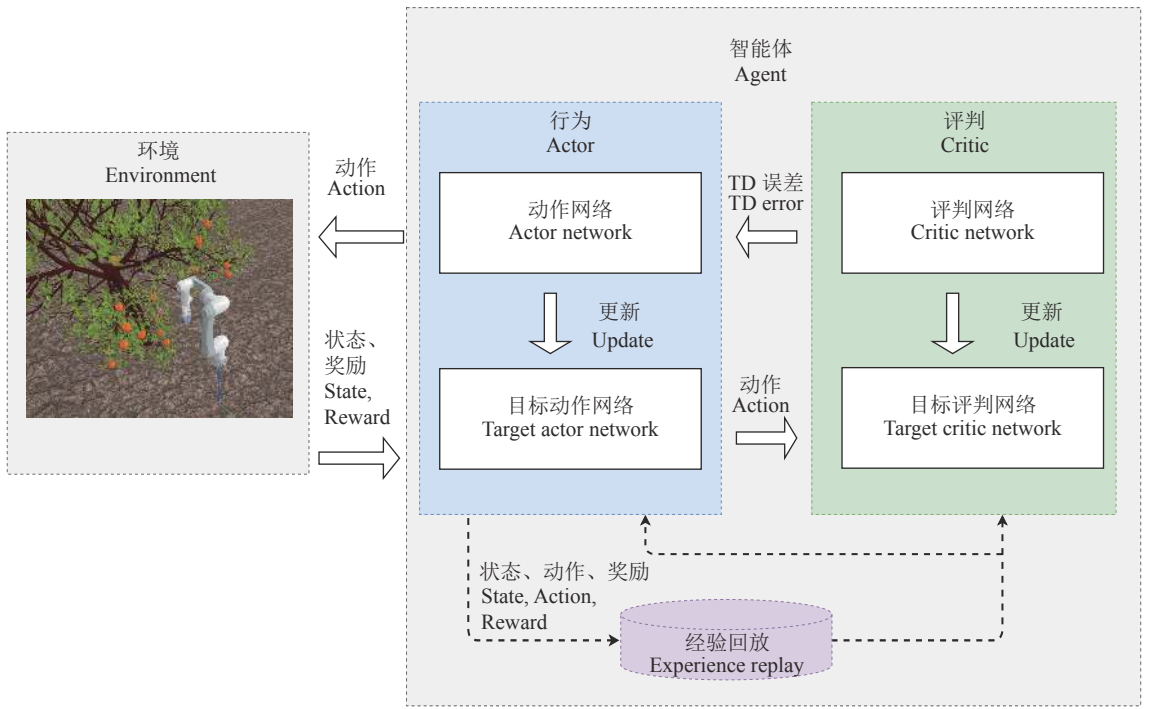 智能体
Agent
环境
Environment
动作
Action
状态、
奖励
State,
Reward
行为
Actor
动作网络
Actor network
更新
Update
目标动作网络
Target actor network
TD 误差
TD error
动作
Action
评判
Critic
评判网络
Critic network
更新
Update
目标评判网络
Target critic network
状态、动作、奖励
State, Action,
Reward
经验回放
Experience replay